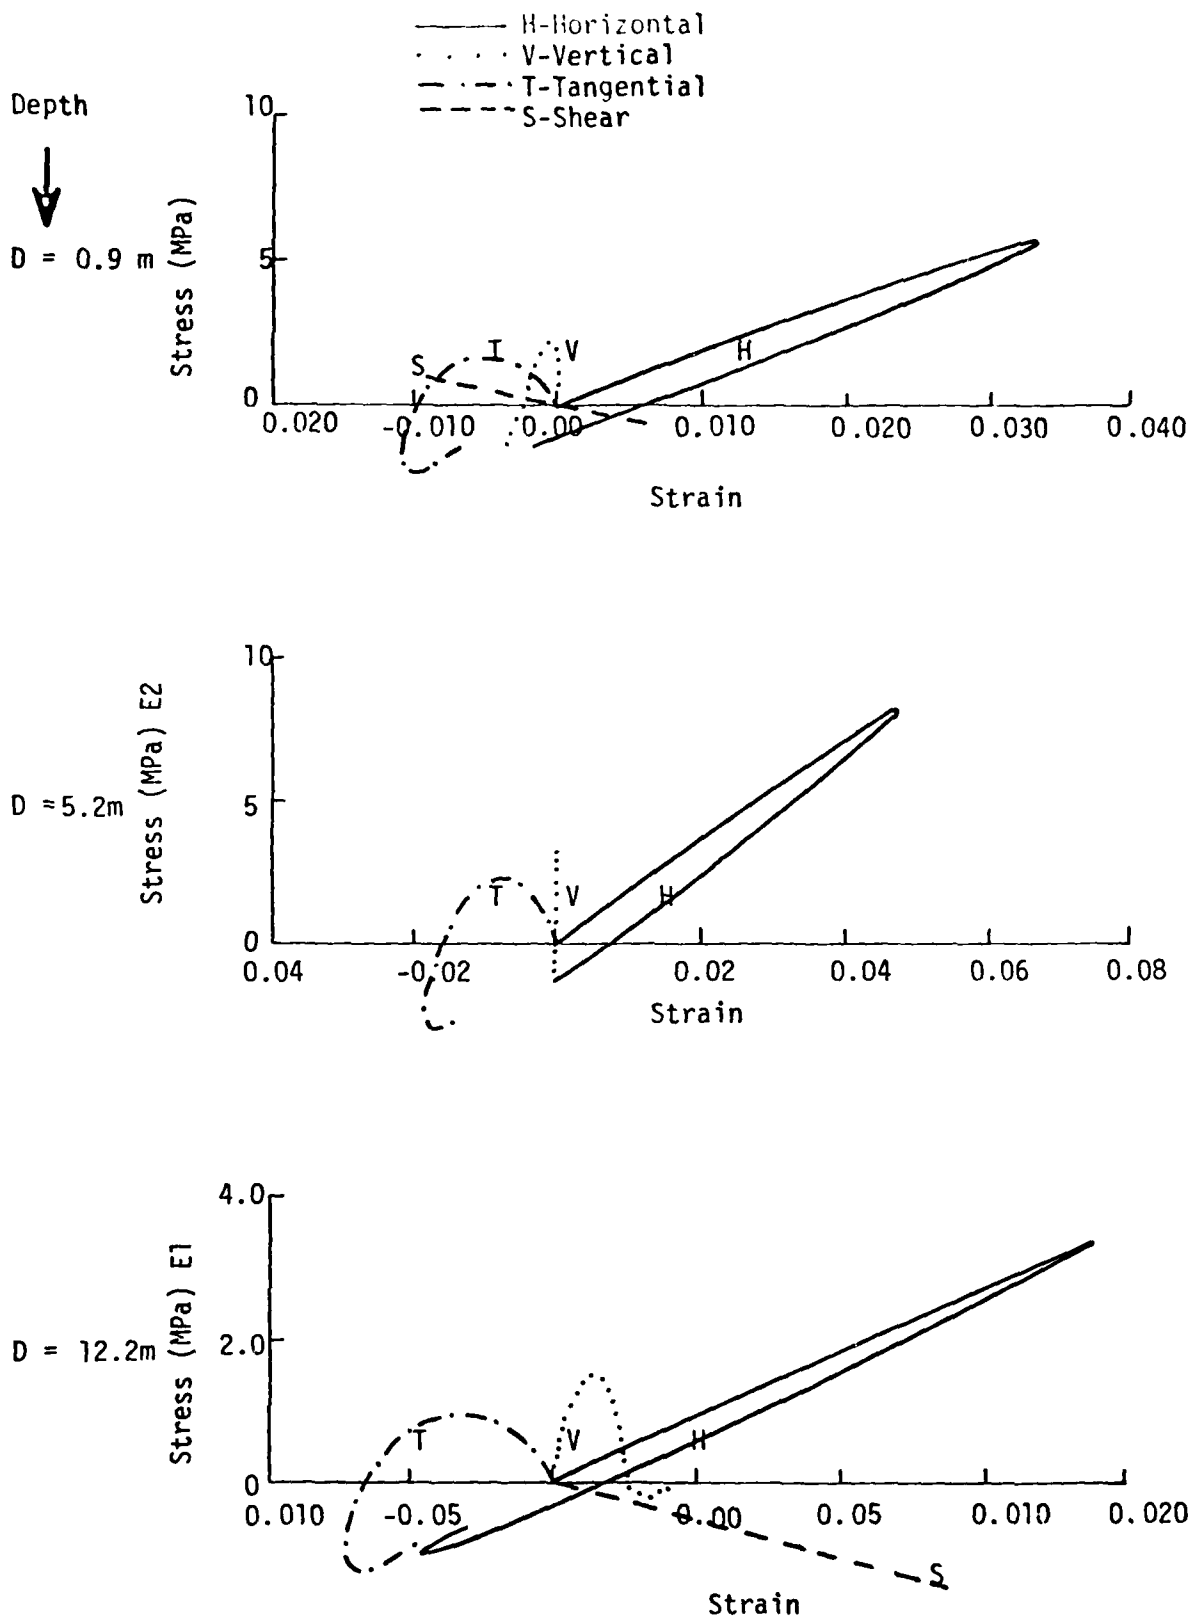 H-Horizontal
V-Vertical
T-Tangential
S-Shear
Depth
D = 0.9 m
Stress (MPa)
10
5
0
S
T
V
H
0.020 -0.010 0.00 0.010 0.020 0.030 0.040
Strain
D =5.2m
Stress (MPa) E2
10
5
0
T
V
H
0.04 -0.02 0.02 0.04 0.06 0.08
Strain
D = 12.2m
Stress (MPa) E1
4.0
2.0
0
T
V
H
S
0.010 -0.05 0.00 0.05 0.010 0.020
Strain